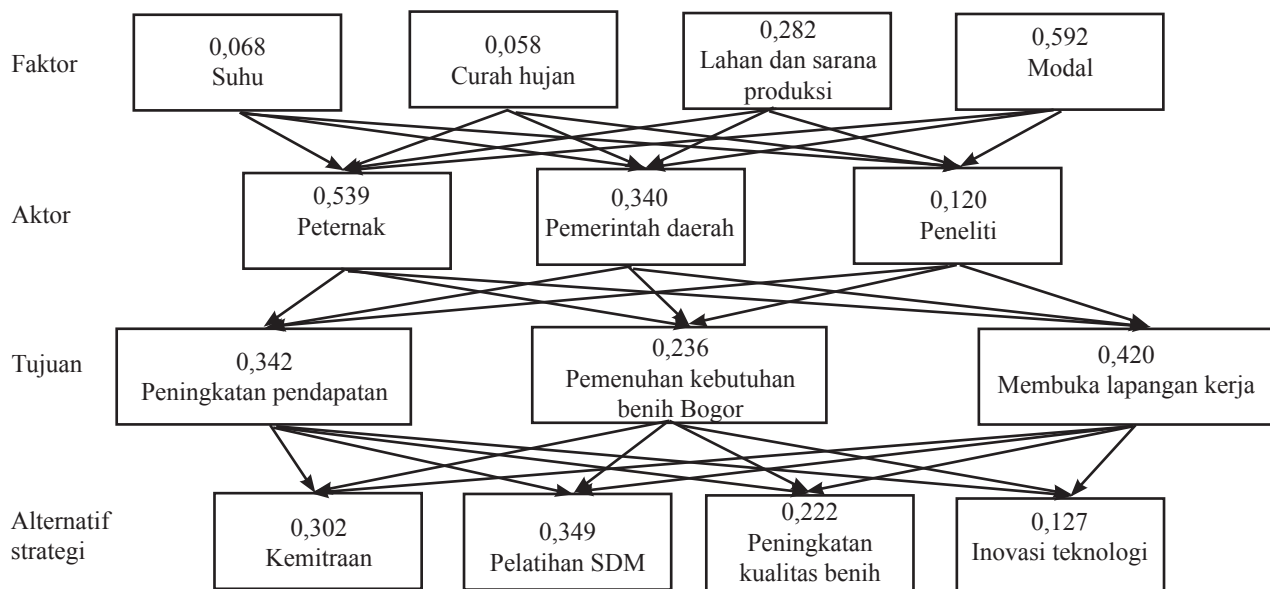 Faktor
0,068
Suhu
0,058
Curah hujan
0,282
Lahan dan sarana
produksi
0,592
Modal
Aktor
0,539
Peternak
0,340
Pemerintah daerah
0,120
Peneliti
Tujuan
0,342
Peningkatan pendapatan
0,236
Pemenuhan kebutuhan
benih Bogor
0,420
Membuka lapangan kerja
Alternatif
strategi
0,302
Kemitraan
0,349
Pelatihan SDM
0,222
Peningkatan
kualitas benih
0,127
Inovasi teknologi